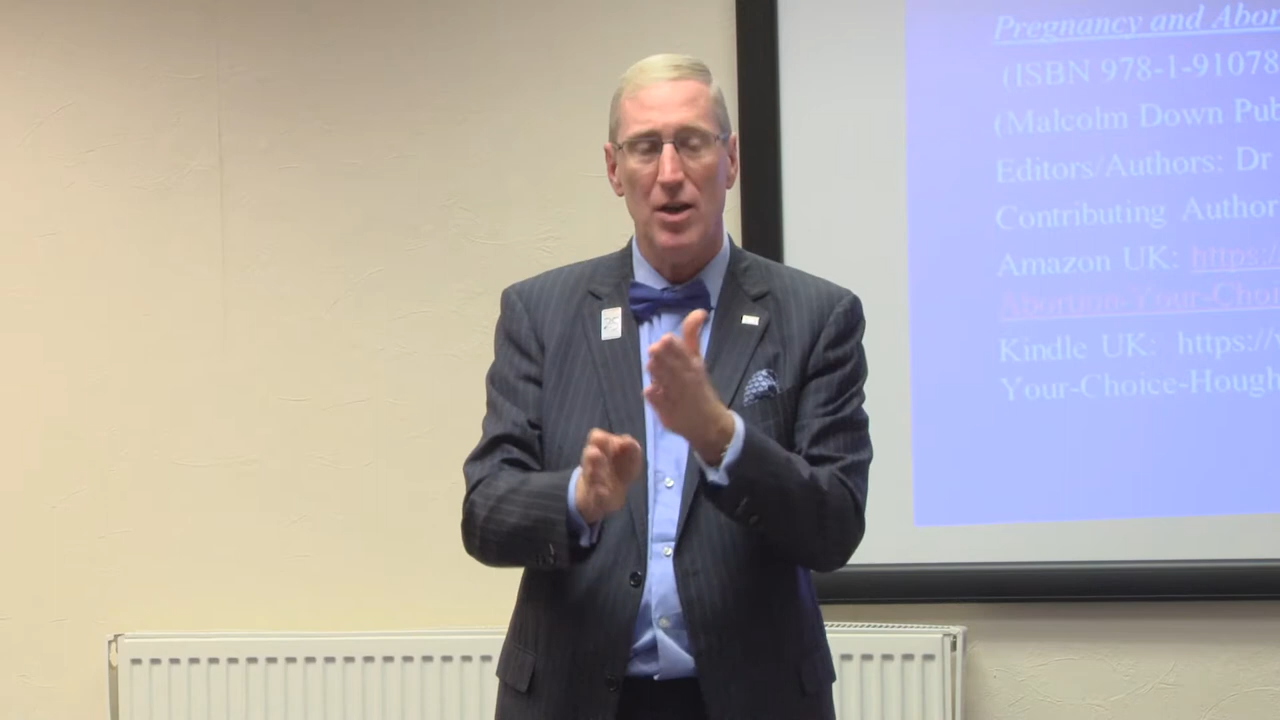 Pregnancy and Abor
(ISBN 978-1-91078
(Malcolm Down Pub
Editors/Authors: Dr
Contributing Author
Amazon UK: https:/
Abortion-Your-Choi
Kindle UK: https://
Your-Choice-Hough